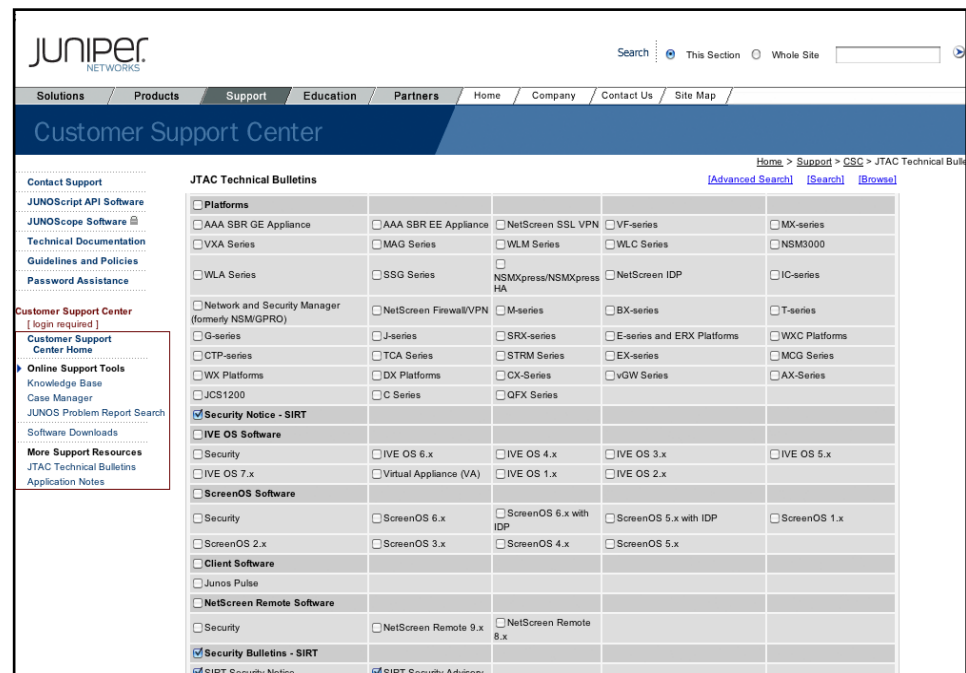 JUNIPER
NETWORKS
Search This Section Whole Site
Solutions Products Support Education Partners Home Company Contact Us Site Map
Customer Support Center
Home > Support > CSC > JTAC Technical Bulle
JTAC Technical Bulletins [Advanced Search] [Search] [Browse]
Contact Support
JUNOScript API Software
JUNOScope Software
Technical Documentation
Guidelines and Policies
Password Assistance
Customer Support Center
[ login required ]
Customer Support
Center Home
Online Support Tools
Knowledge Base
Case Manager
JUNOS Problem Report Search
Software Downloads
More Support Resources
JTAC Technical Bulletins
Application Notes
Platforms
AAA SBR GE Appliance AAA SBR EE Appliance NetScreen SSL VPN VF-series MX-series
VXA Series MAG Series WLM Series WLC Series NSM3000
WLA Series SSG Series NSMXpress/NSMXpress HA NetScreen IDP IC-series
Network and Security Manager (formerly NSM/GPRO) NetScreen Firewall/VPN M-series BX-series T-series
G-series J-series SRX-series E-series and ERX Platforms WXC Platforms
CTP-series TCA Series STRM Series EX-series MCG Series
WX Platforms DX Platforms CX-Series vGW Series AX-Series
JCS1200 C Series QFX Series
Security Notice - SIRT
IVE OS Software
Security IVE OS 6.x IVE OS 4.x IVE OS 3.x IVE OS 5.x
IVE OS 7.x Virtual Appliance (VA) IVE OS 1.x IVE OS 2.x
ScreenOS Software
Security ScreenOS 6.x ScreenOS 6.x with IDP ScreenOS 5.x with IDP ScreenOS 1.x
ScreenOS 2.x ScreenOS 3.x ScreenOS 4.x ScreenOS 5.x
Client Software
Junos Pulse
NetScreen Remote Software
Security NetScreen Remote 9.x NetScreen Remote 8.x
Security Bulletins - SIRT
SIRT Security Notice SIRT Security Advisory